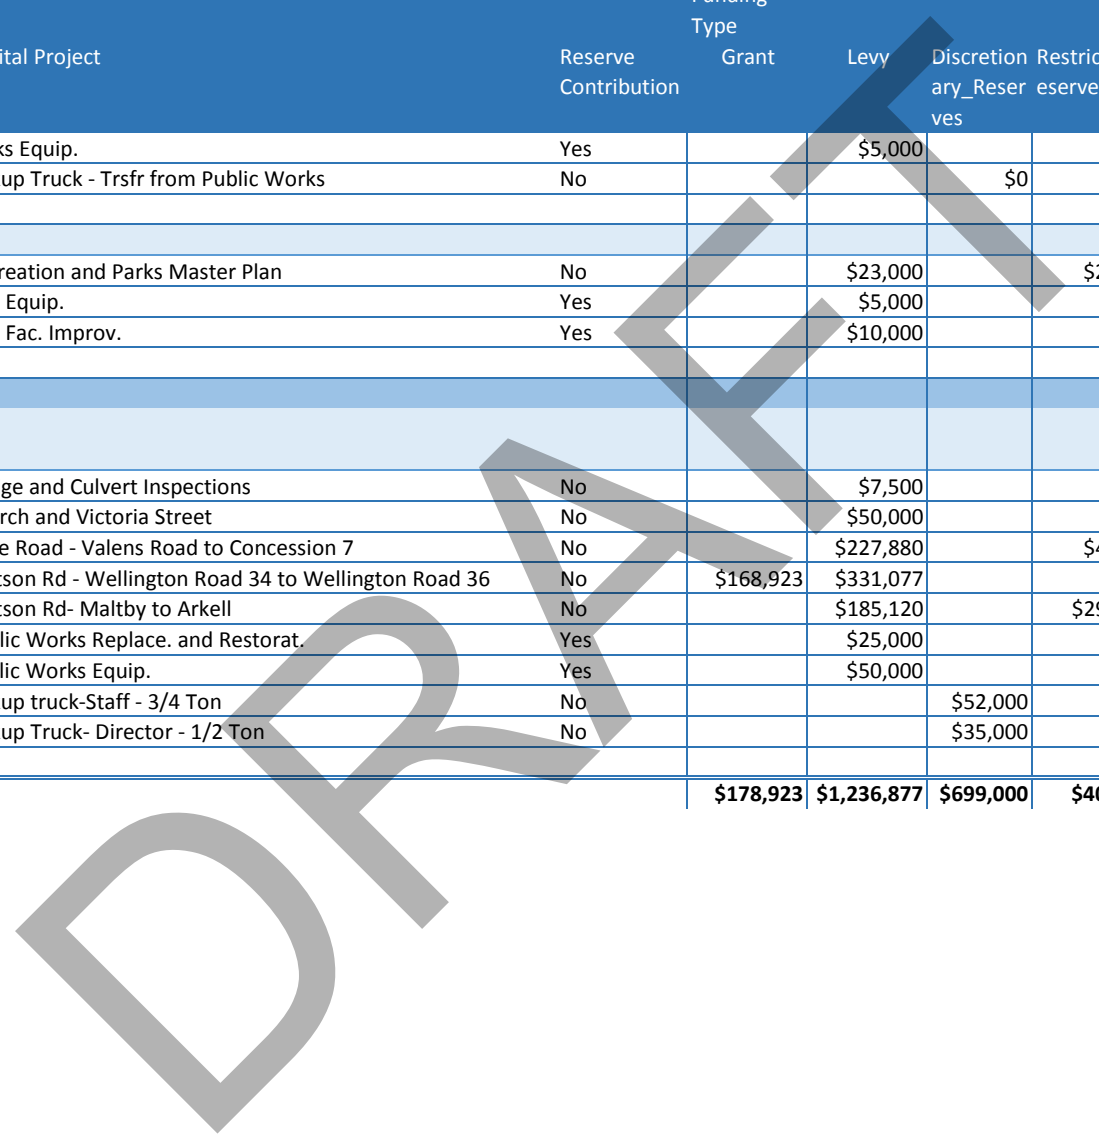 Funding
Type
ital Project Reserve Contribution Grant Levy Discretion ary_Reser ves Restric eserve
ks Equip. Yes $5,000
up Truck - Trsfr from Public Works No $0
reation and Parks Master Plan No $23,000 $2
Equip. Yes $5,000
Fac. Improv. Yes $10,000
ge and Culvert Inspections No $7,500
rch and Victoria Street No $50,000
e Road - Valens Road to Concession 7 No $227,880 $4
tson Rd - Wellington Road 34 to Wellington Road 36 No $168,923 $331,077
tson Rd- Maltby to Arkell No $185,120 $29
lic Works Replace. and Restorat. Yes $25,000
lic Works Equip. Yes $50,000
up truck-Staff - 3/4 Ton No $52,000
up Truck- Director - 1/2 Ton No $35,000
$178,923 $1,236,877 $699,000 $40
DRAFT